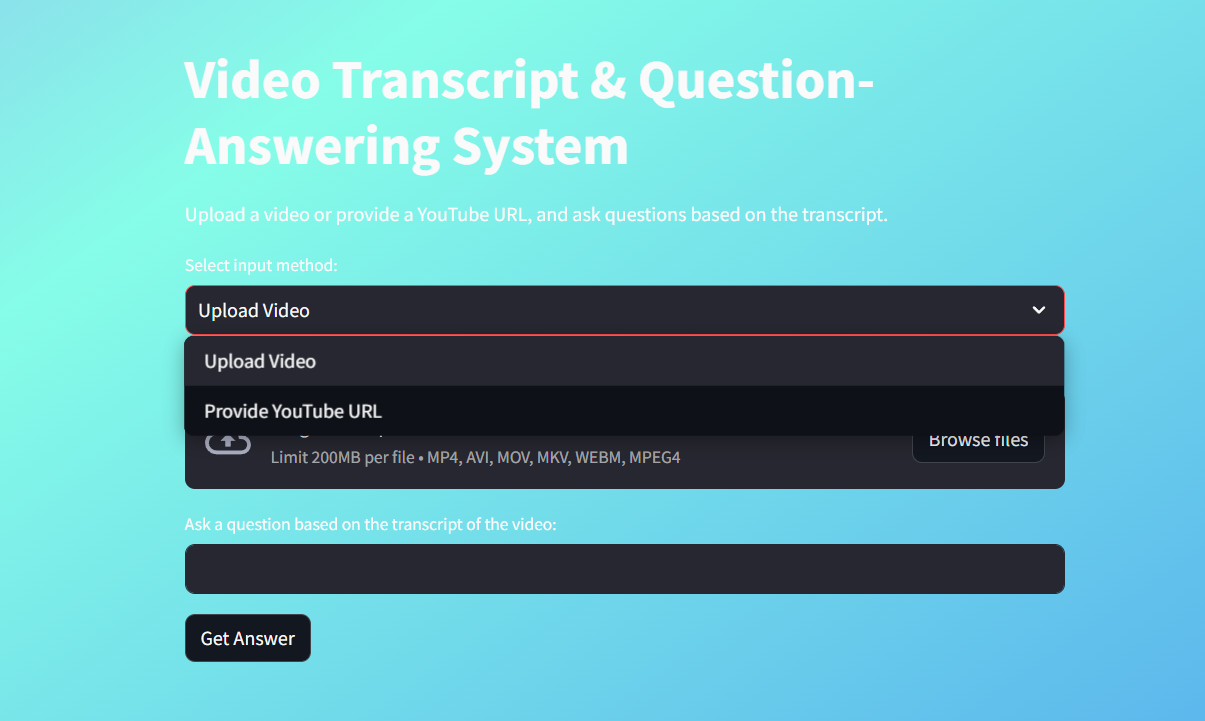 Video Transcript & Question-
Answering System
Upload a video or provide a YouTube URL, and ask questions based on the transcript.
Select input method:
Upload Video
Upload Video
Provide YouTube URL
Browse files
Limit 200MB per file • MP4, AVI, MOV, MKV, WEBM, MPEG4
Ask a question based on the transcript of the video:
Get Answer